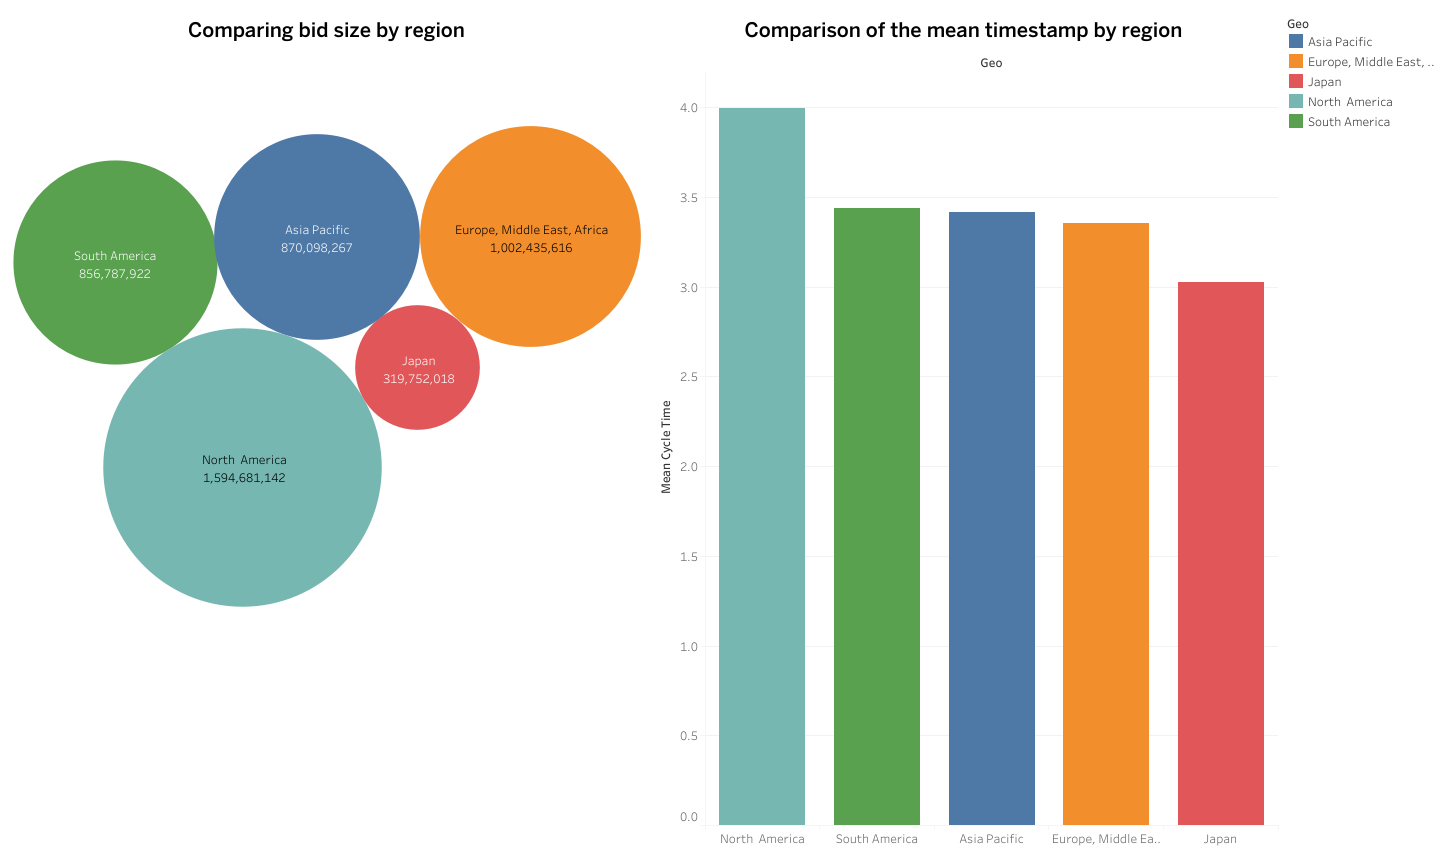 Comparing bid size by region
South America
856,787,922
Asia Pacific
870,098,267
Europe, Middle East, Africa
1,002,435,616
Japan
319,752,018
North America
1,594,681,142
Comparison of the mean timestamp by region
Geo
Mean Cycle Time
4.0
3.5
3.0
2.5
2.0
1.5
1.0
0.5
0.0
North America
South America
Asia Pacific
Europe, Middle Ea..
Japan
Geo
Asia Pacific
Europe, Middle East, ..
Japan
North America
South America